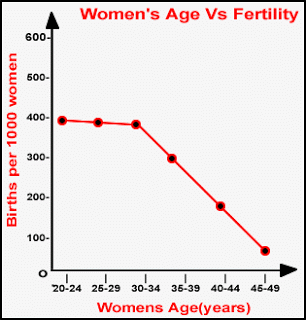 Women's Age Vs Fertility
Births per 1000 women
600-
500-
400-
300-
200-
100-
O
20-24 25-29 30-34 35-39 40-44 45-49
Womens Age(years)